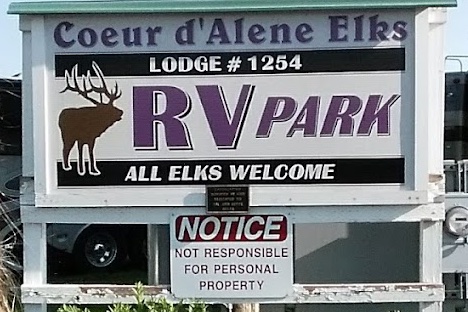 Coeur d'Alene Elks
LODGE # 1254
RV PARK
ALL ELKS WELCOME
NOTICE
NOT RESPONSIBLE
FOR PERSONAL
PROPERTY